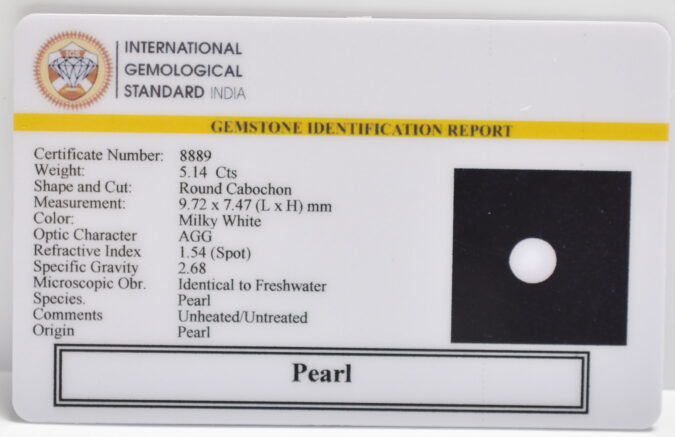 IGS
INTERNATIONAL
GEMOLOGICAL
STANDARD INDIA
GEMSTONE IDENTIFICATION REPORT
Certificate Number: 8889
Weight: 5.14 Cts
Shape and Cut: Round Cabochon
Measurement: 9.72 x 7.47 (L x H) mm
Color: Milky White
Optic Character AGG
Refractive Index 1.54 (Spot)
Specific Gravity 2.68
Microscopic Obr. Identical to Freshwater
Species. Pearl
Comments Unheated/Untreated
Origin Pearl
Pearl